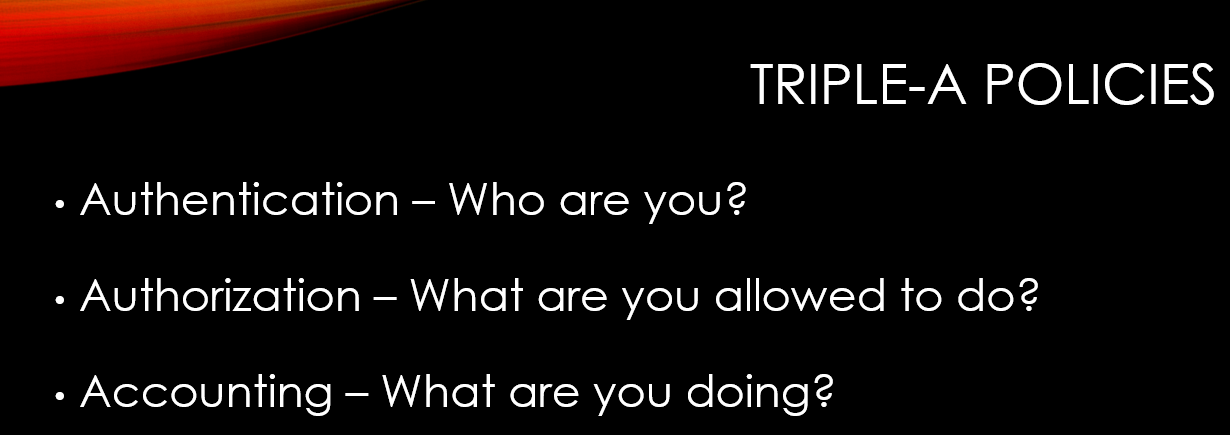 TRIPLE-A POLICIES
• Authentication – Who are you?
• Authorization – What are you allowed to do?
• Accounting – What are you doing?